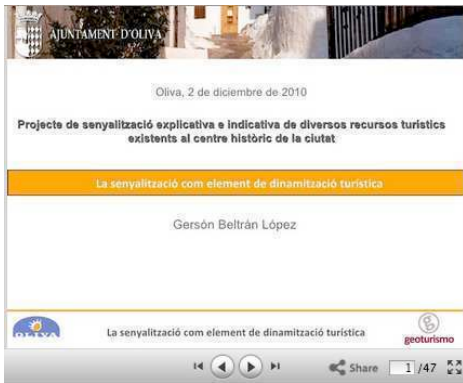 AJUNTAMENT D'OLIVA
Oliva, 2 de diciembre de 2010
Projecte de senyalització explicativa e indicativa de diversos recursos turístics
existents al centre històric de la ciutat
La senyalització com element de dinamització turística
Gersón Beltrán López
OLIVA
La senyalització com element de dinamització turística
geoturismo
Share 1 /47